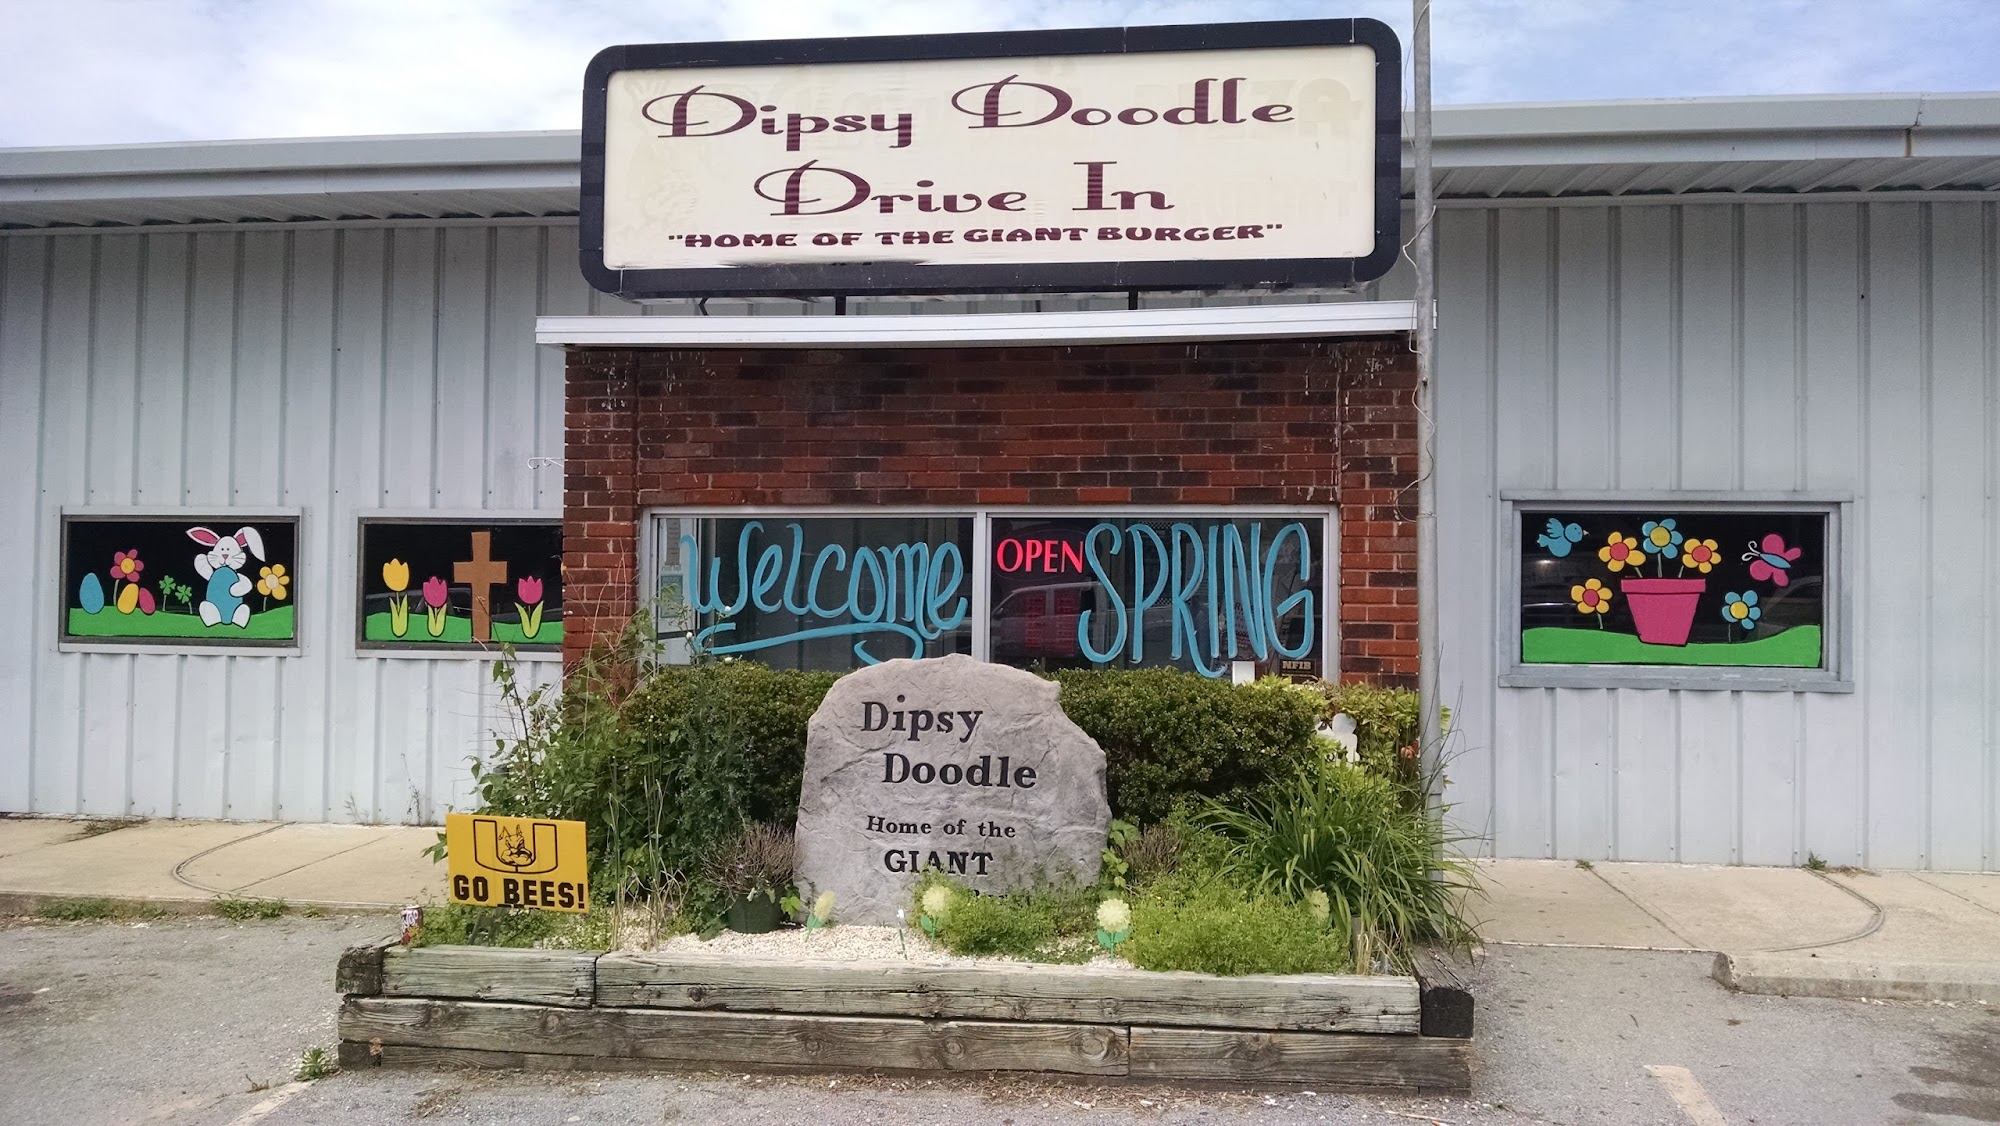 Dipsy Doodle
Drive In
"HOME OF THE GIANT BURGER"
Welcome
OPEN
SPRING
NFIB
Dipsy
Doodle
Home of the
GIANT
U
GO BEES!